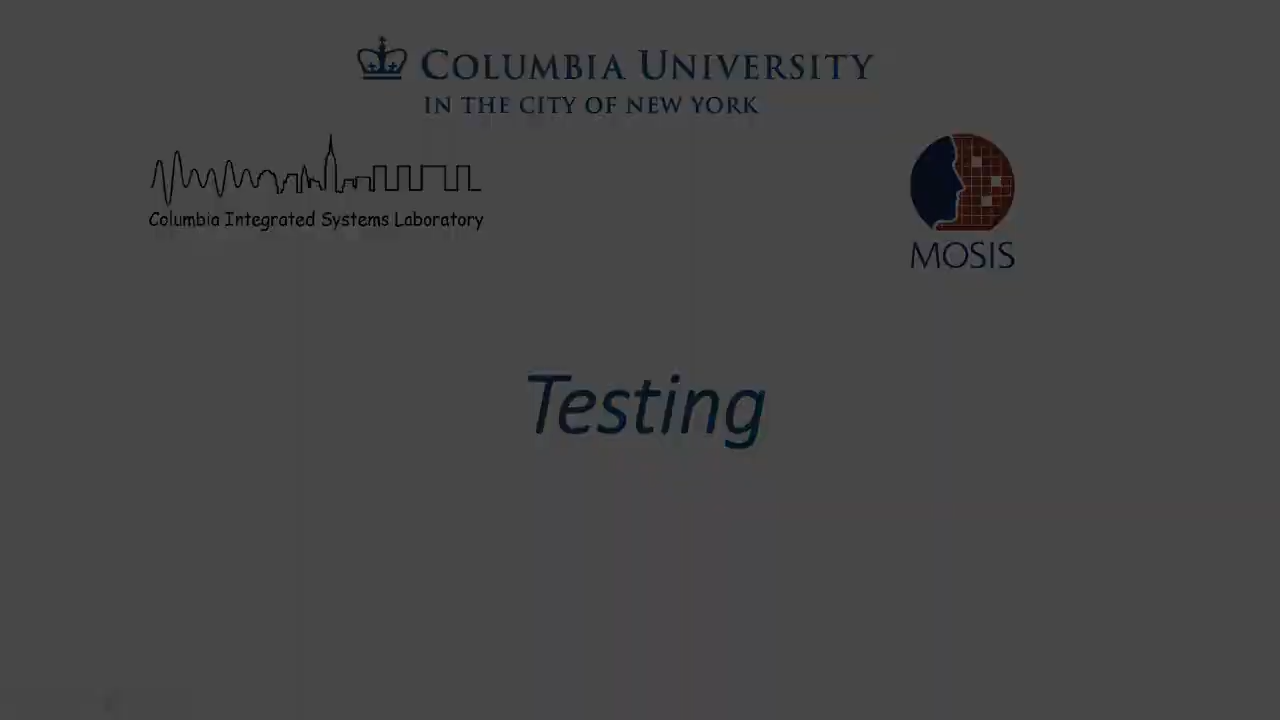 COLUMBIA UNIVERSITY
IN THE CITY OF NEW YORK
Columbia Integrated Systems Laboratory
MOSIS
Testing